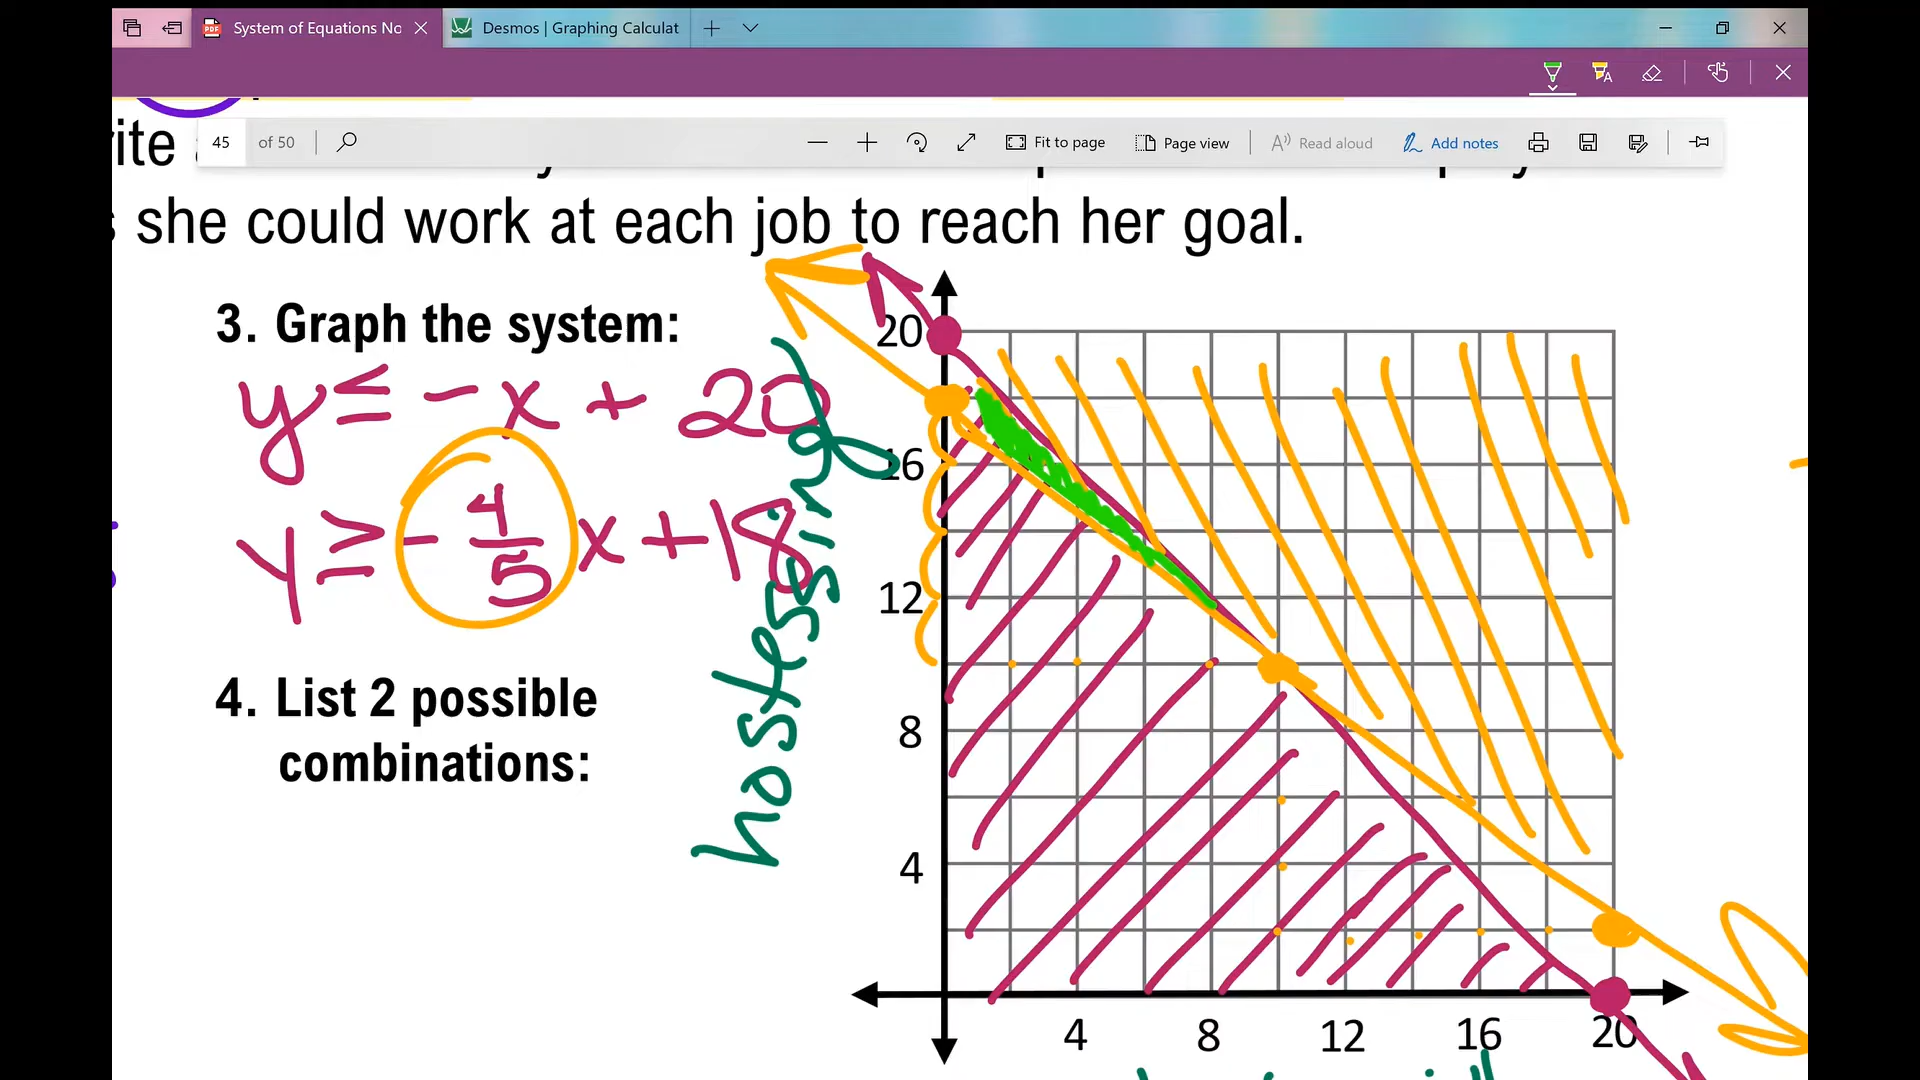 System of Equations No
Desmos | Graphing Calculat
45 of 50
Fit to page
Page view
Read aloud
Add notes
rite
s she could work at each job to reach her goal.
3. Graph the system:
y ≤ -x + 20
y ≥ - 4/5 x + 18
4. List 2 possible
combinations:
hostessing
20
16
12
8
4
4 8 12 16 20